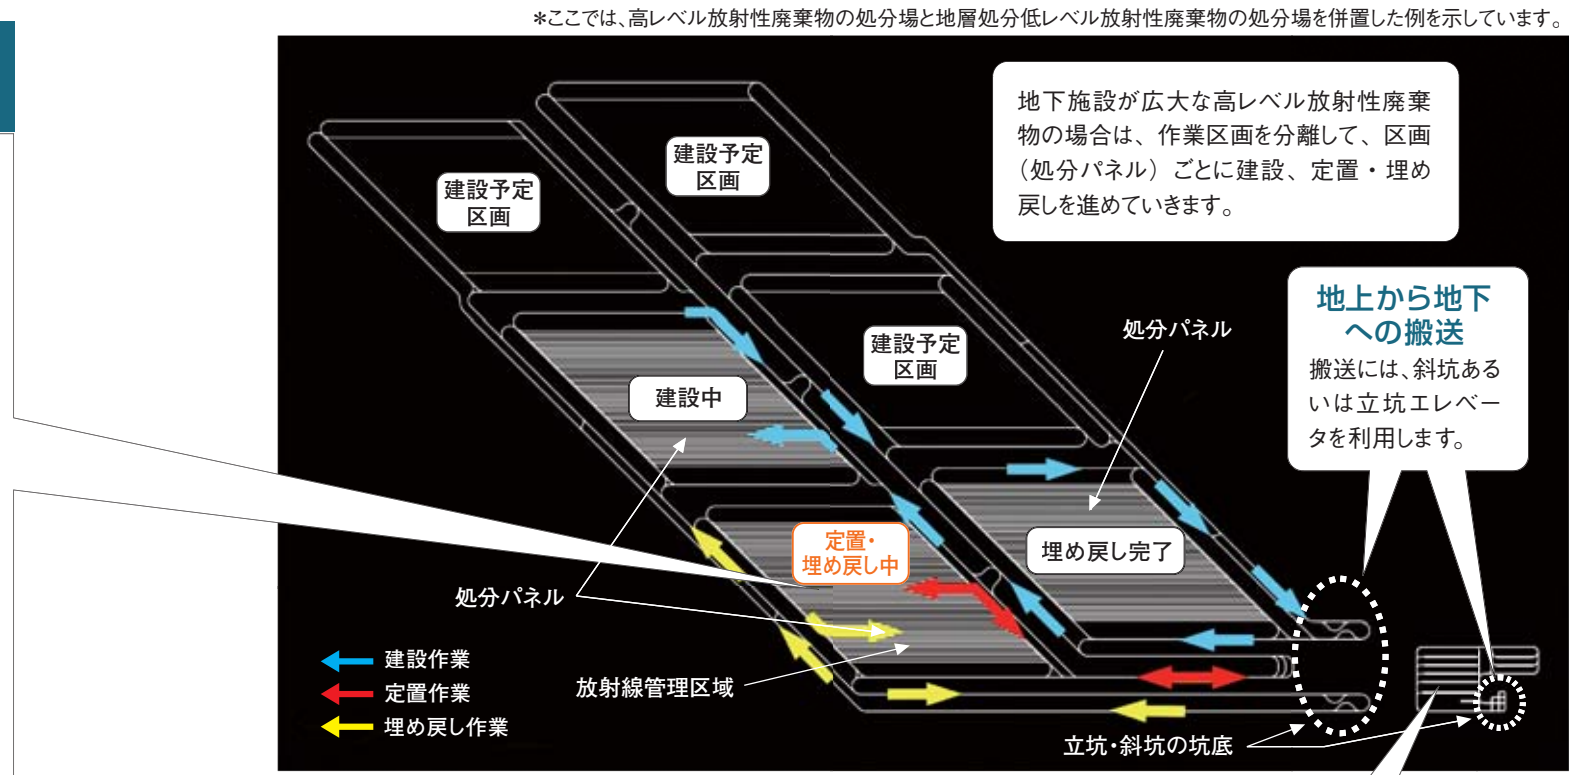 ＊ここでは、高レベル放射性廃棄物の処分場と地層処分低レベル放射性廃棄物の処分場を併置した例を示しています。
地下施設が広大な高レベル放射性廃棄
物の場合は、作業区画を分離して、区画
（処分パネル）ごとに建設、定置・埋め
戻しを進めていきます。
建設予定
区画
建設予定
区画
地上から地下
への搬送
搬送には、斜坑ある
いは立坑エレベー
タを利用します。
処分パネル
建設予定
区画
建設中
定置・
埋め戻し中
埋め戻し完了
処分パネル
放射線管理区域
建設作業
定置作業
埋め戻し作業
立坑・斜坑の坑底